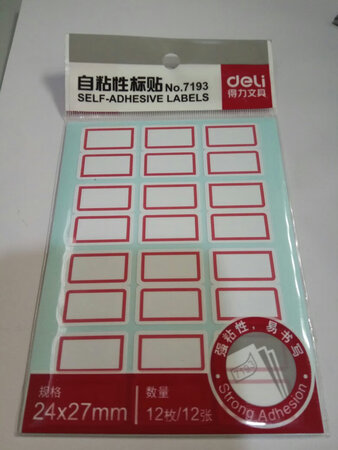 自粘性标贴 No.7193
SELF-ADHESIVE LABELS
deli
得力文具
强粘性，易书写
7193
Strong Adhesion
规格
24x27mm
数量
12枚/12张